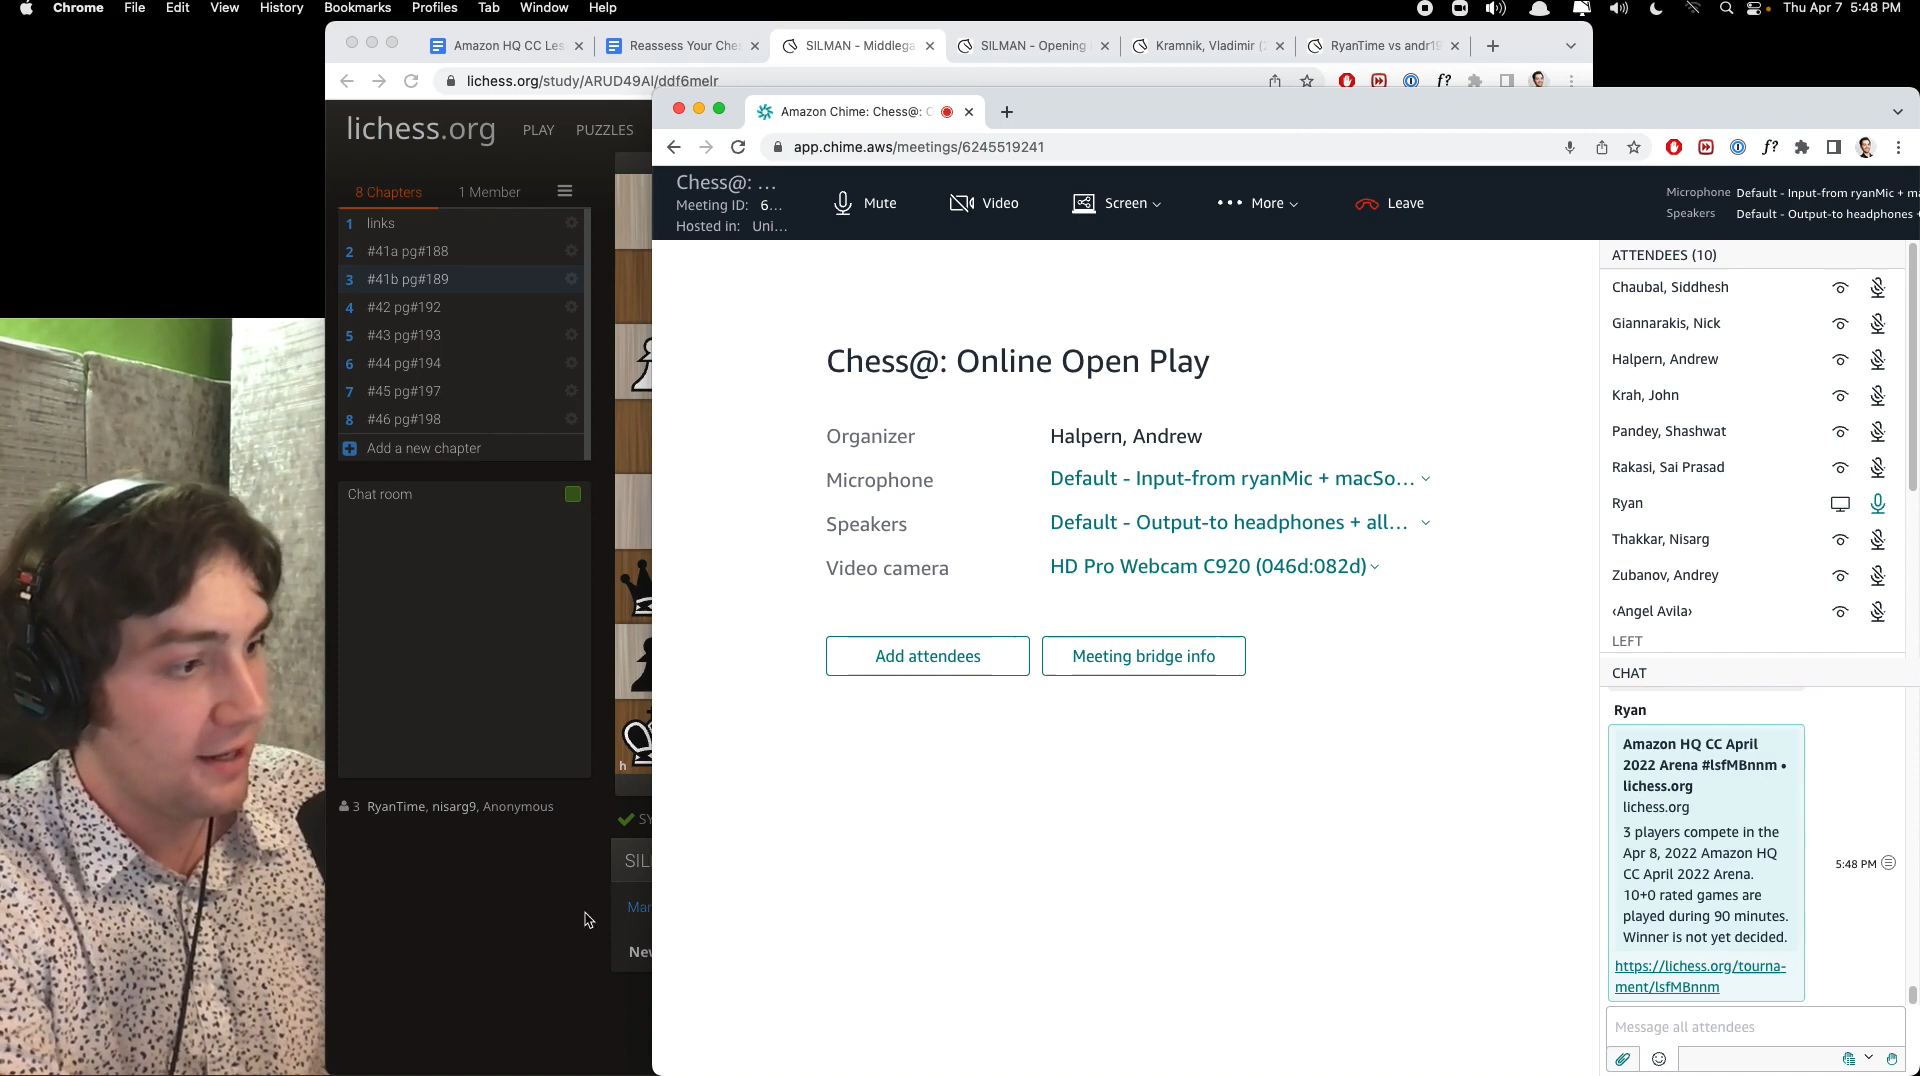 Chrome File Edit View History Bookmarks Profiles Tab Window Help
Thu Apr 7 5:48 PM
Amazon HQ CC Les
Reassess Your Che
SILMAN - Middlega
SILMAN - Opening
Kramnik, Vladimir (
RyanTime vs andr19
lichess.org/study/ARUD49AI/ddf6melr
lichess.org PLAY PUZZLES
8 Chapters 1 Member
1 links
2 #41a pg#188
3 #41b pg#189
4 #42 pg#192
5 #43 pg#193
6 #44 pg#194
7 #45 pg#197
8 #46 pg#198
Add a new chapter
Chat room
3 RyanTime, nisarg9, Anonymous
h
SY
SIL
Mar
New
Amazon Chime: Chess@: O
app.chime.aws/meetings/6245519241
Chess@: ...
Meeting ID: 6...
Hosted in: Uni...
Mute
Video
Screen
More
Leave
Microphone Default - Input-from ryanMic + ma
Speakers Default - Output-to headphones +
Chess@: Online Open Play
Organizer Halpern, Andrew
Microphone Default - Input-from ryanMic + macSo...
Speakers Default - Output-to headphones + all...
Video camera HD Pro Webcam C920 (046d:082d)
Add attendees Meeting bridge info
ATTENDEES (10)
Chaubal, Siddhesh
Giannarakis, Nick
Halpern, Andrew
Krah, John
Pandey, Shashwat
Rakasi, Sai Prasad
Ryan
Thakkar, Nisarg
Zubanov, Andrey
‹Angel Avila›
LEFT
CHAT
Ryan
Amazon HQ CC April
2022 Arena #lsfMBnnm •
lichess.org
lichess.org
3 players compete in the
Apr 8, 2022 Amazon HQ
CC April 2022 Arena.
10+0 rated games are
played during 90 minutes.
Winner is not yet decided.
https://lichess.org/tourna-
ment/lsfMBnnm
5:48 PM
Message all attendees